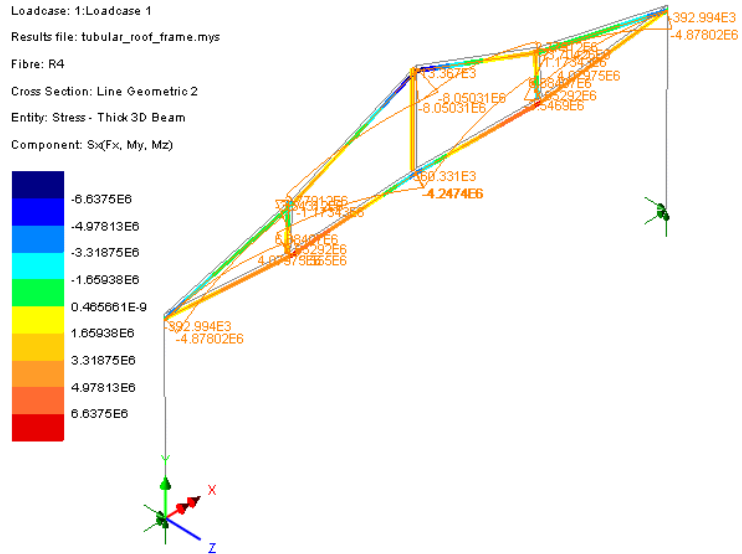 Loadcase: 1:Loadcase 1
Results file: tubular_roof_frame.mys
Fibre: R4
Cross Section: Line Geometric 2
Entity: Stress - Thick 3D Beam
Component: Sx(Fx, My, Mz)
-6.6375E6
-4.97813E6
-3.31875E6
-1.65938E6
0.465661E-9
1.65938E6
3.31875E6
4.97813E6
6.6375E6
-392.994E3
-4.87802E6
-8.05031E6
-8.05031E6
-4.2474E6
-1.17343E6
-392.994E3
-4.87802E6
Y
X
Z